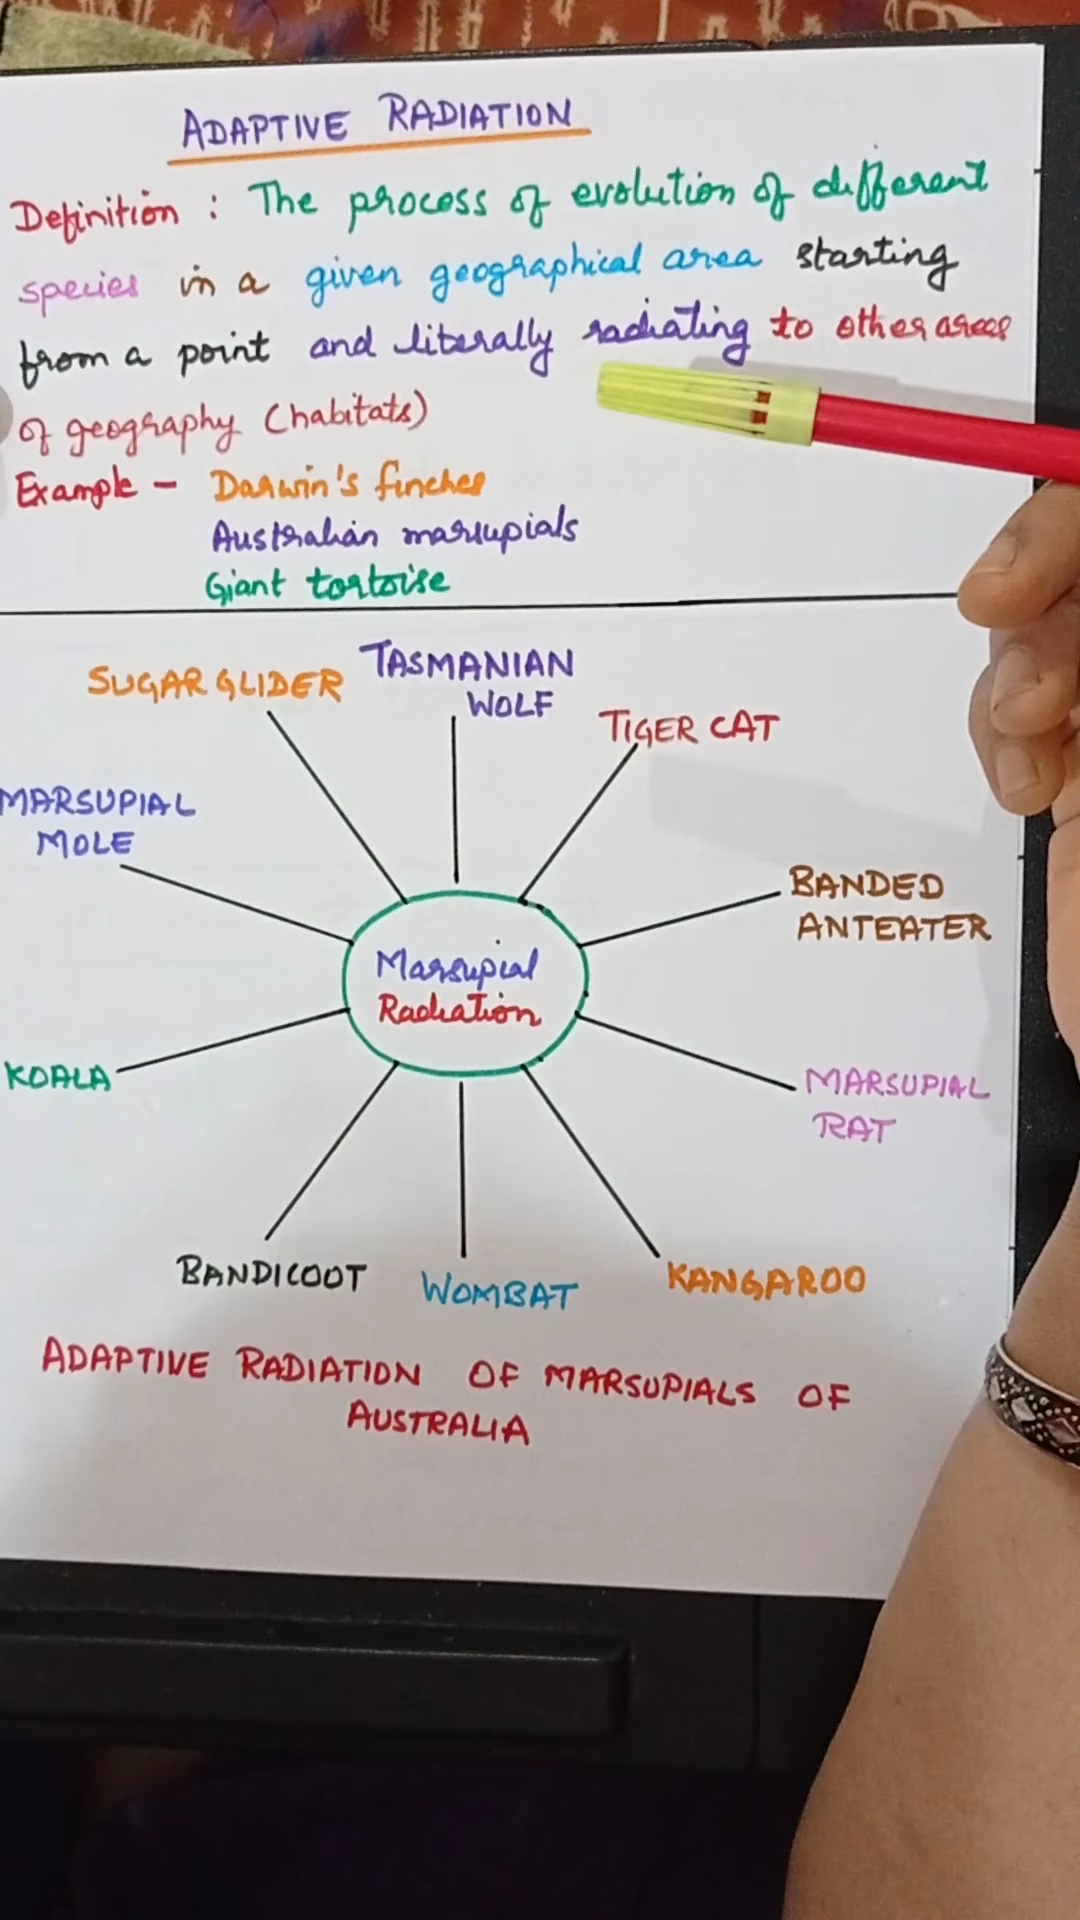 ADAPTIVE RADIATION
Definition : The process of evolution of different
species in a given geographical area starting
from a point and literally radiating to other areas
of geography (habitats)
Example - Darwin's finches
Australian marsupials
Giant tortoise
SUGAR GLIDER
TASMANIAN
WOLF
TIGER CAT
MARSUPIAL
MOLE
BANDED
ANTEATER
Marsupial
Radiation
KOALA
MARSUPIAL
RAT
BANDICOOT
WOMBAT
KANGAROO
ADAPTIVE RADIATION OF MARSUPIALS OF
AUSTRALIA